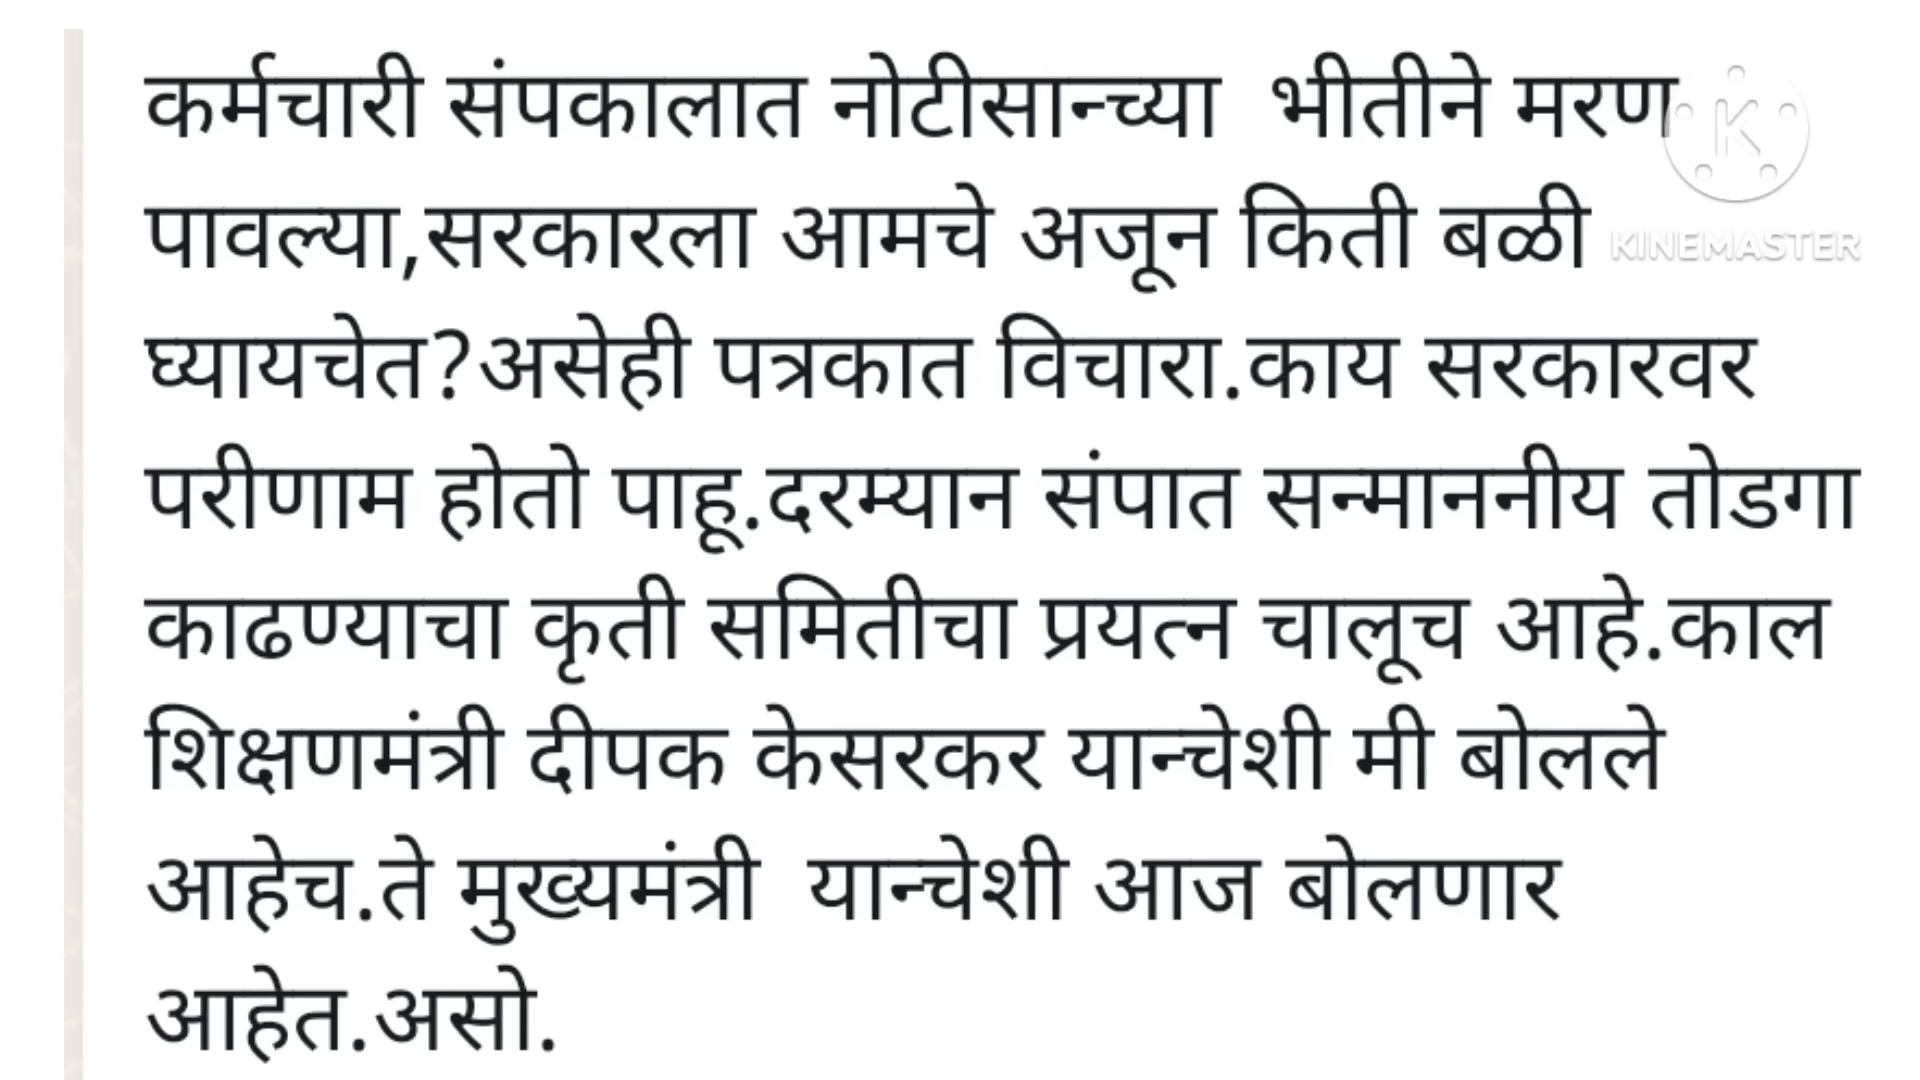 कर्मचारी संपकालात नोटीसान्च्या  भीतीने मरण
पावल्या,सरकारला आमचे अजून किती बळी
घ्यायचेत?असेही पत्रकात विचारा.काय सरकारवर
परीणाम होतो पाहू.दरम्यान संपात सन्माननीय तोडगा
काढण्याचा कृती समितीचा प्रयत्न चालूच आहे.काल
शिक्षणमंत्री दीपक केसरकर यान्चेशी मी बोलले
आहेच.ते मुख्यमंत्री  यान्चेशी आज बोलणार
आहेत.असो.
K
KINEMASTER